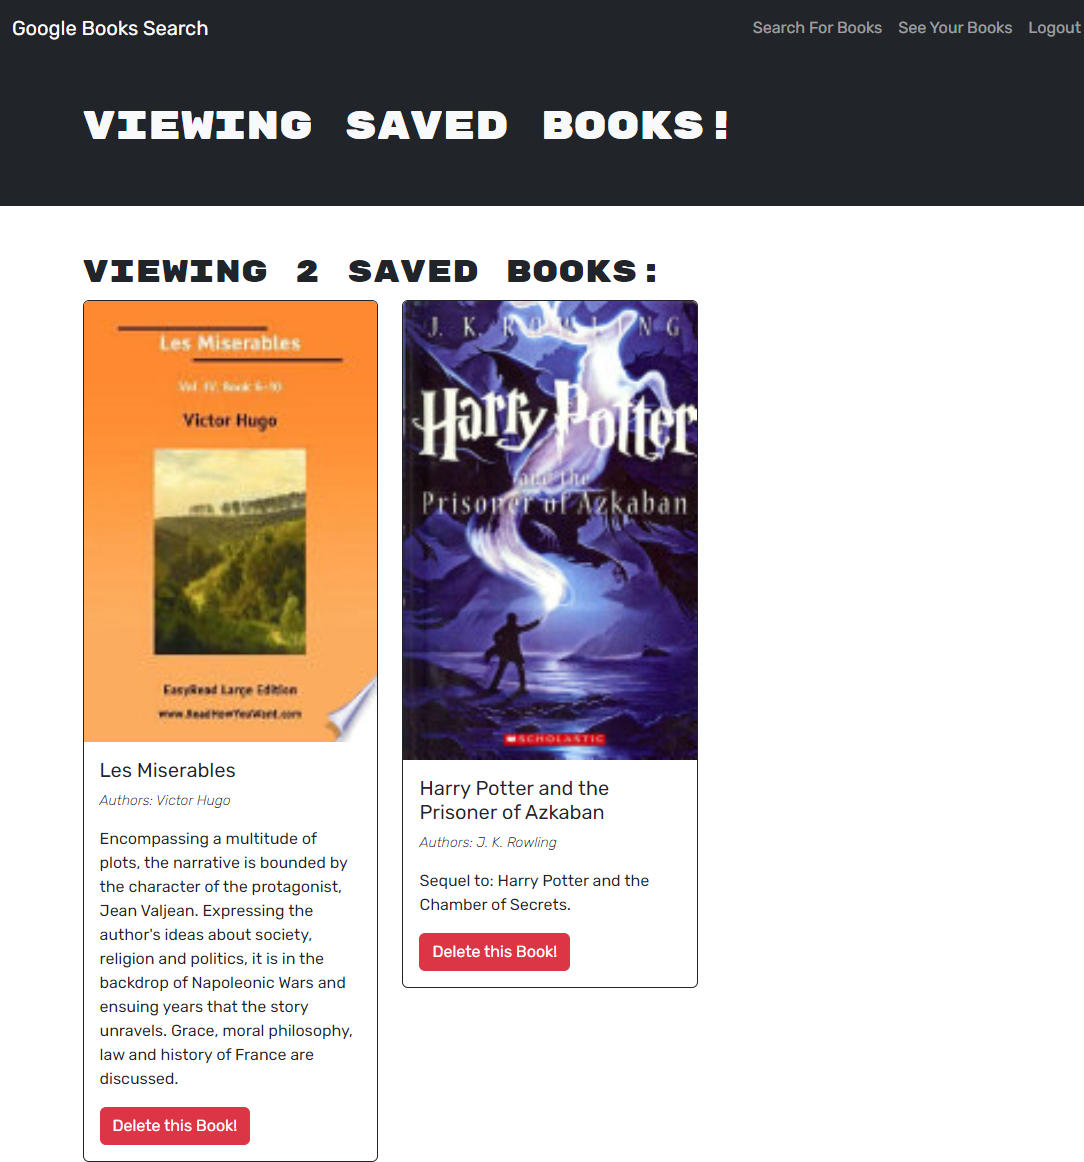 Google Books Search
Search For Books See Your Books Logout
VIEWING SAVED BOOKS!
VIEWING 2 SAVED BOOKS:
Les Miserables
Vol. IV, Book 6-10
Victor Hugo
EasyRead Large Edition
www.ReadHowYouWant.com
Les Miserables
Authors: Victor Hugo
Encompassing a multitude of
plots, the narrative is bounded by
the character of the protagonist,
Jean Valjean. Expressing the
author's ideas about society,
religion and politics, it is in the
backdrop of Napoleonic Wars and
ensuing years that the story
unravels. Grace, moral philosophy,
law and history of France are
discussed.
Delete this Book!
J. K. ROWLING
Harry Potter
and the
Prisoner of Azkaban
SCHOLASTIC
Harry Potter and the
Prisoner of Azkaban
Authors: J. K. Rowling
Sequel to: Harry Potter and the
Chamber of Secrets.
Delete this Book!